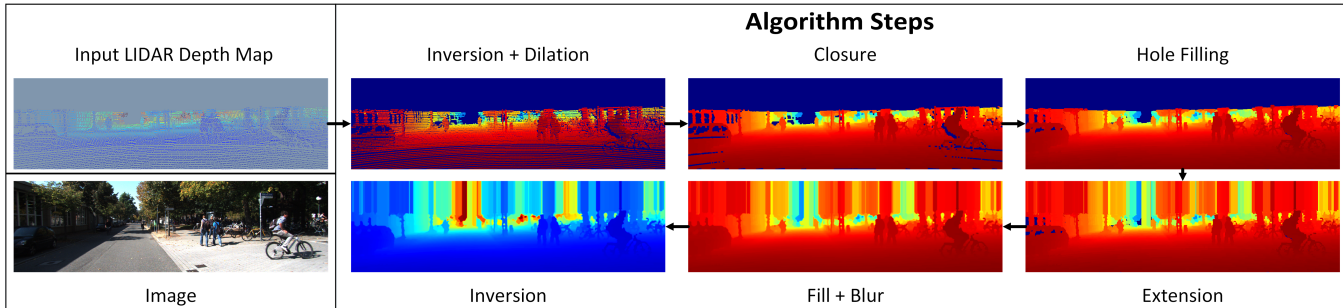 Algorithm Steps
Input LIDAR Depth Map
Inversion + Dilation
Closure
Hole Filling
Image
Inversion
Fill + Blur
Extension